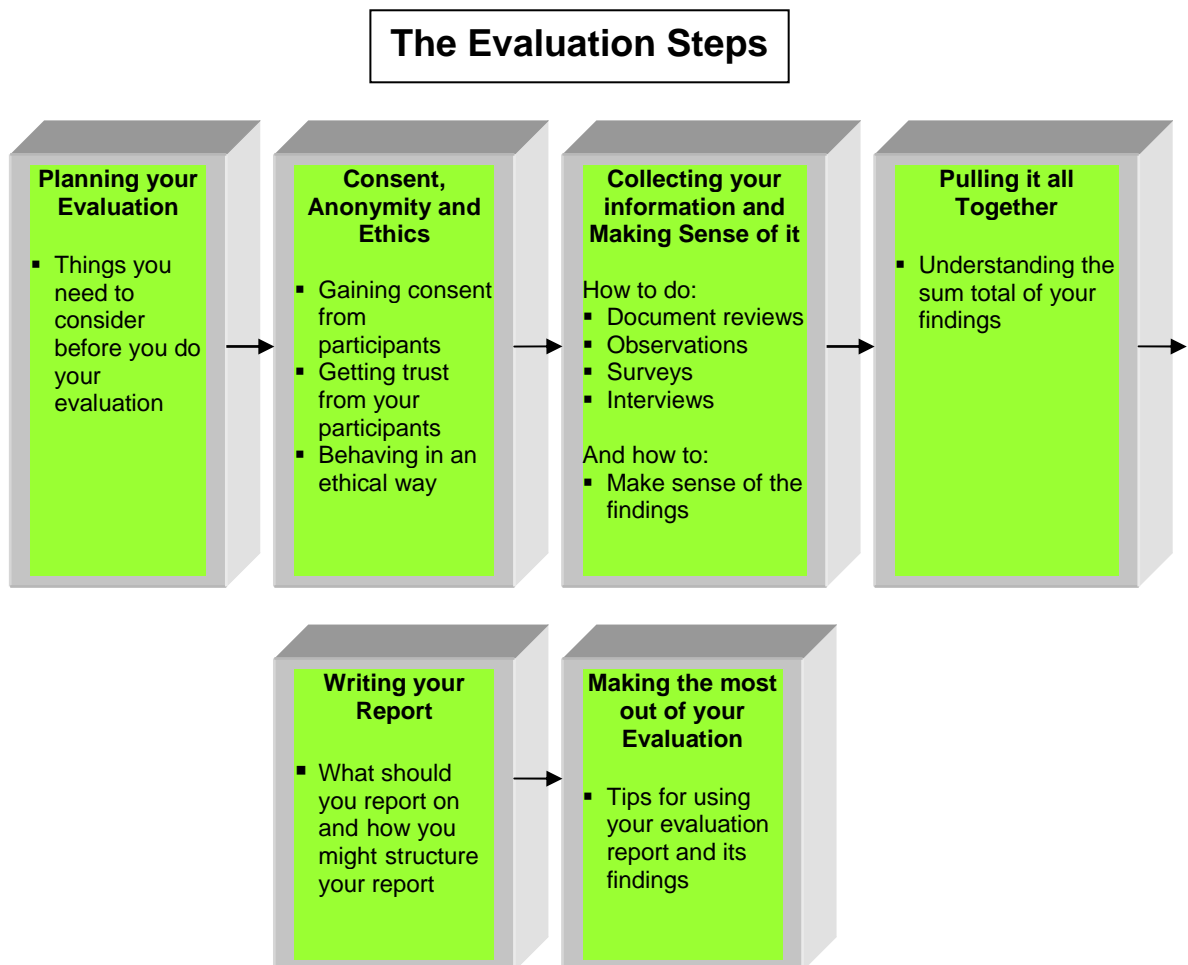 The Evaluation Steps
Planning your
Evaluation
▪ Things you
need to
consider
before you do
your
evaluation
Consent,
Anonymity and
Ethics
▪ Gaining consent
from
participants
▪ Getting trust
from your
participants
▪ Behaving in an
ethical way
Collecting your
information and
Making Sense of it
How to do:
▪ Document reviews
▪ Observations
▪ Surveys
▪ Interviews
And how to:
▪ Make sense of the
findings
Pulling it all
Together
▪ Understanding the
sum total of your
findings
Writing your
Report
▪ What should
you report on
and how you
might structure
your report
Making the most
out of your
Evaluation
▪ Tips for using
your evaluation
report and its
findings